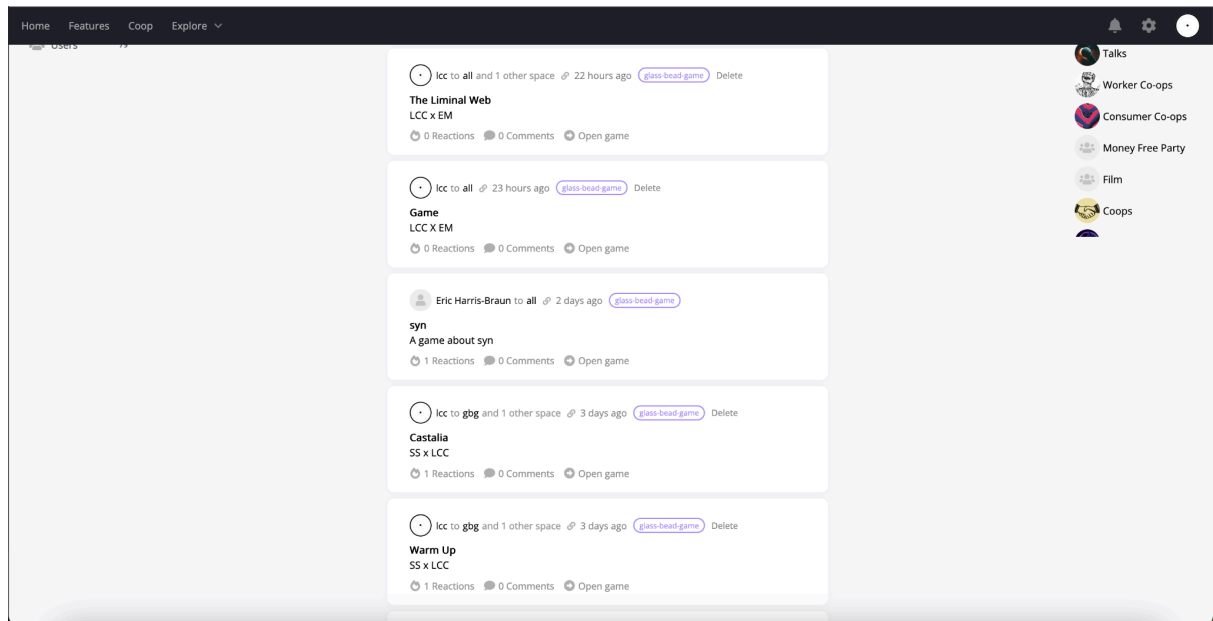 Home Features Coop Explore
Users 79
lcc to all and 1 other space 22 hours ago glass-bead-game Delete
The Liminal Web
LCC x EM
0 Reactions 0 Comments Open game
lcc to all 23 hours ago glass-bead-game Delete
Game
LCC X EM
0 Reactions 0 Comments Open game
Eric Harris-Braun to all 2 days ago glass-bead-game
syn
A game about syn
1 Reactions 0 Comments Open game
lcc to gbg and 1 other space 3 days ago glass-bead-game Delete
Castalia
SS x LCC
1 Reactions 0 Comments Open game
lcc to gbg and 1 other space 3 days ago glass-bead-game Delete
Warm Up
SS x LCC
1 Reactions 0 Comments Open game
Talks
Worker Co-ops
Consumer Co-ops
Money Free Party
Film
Coops